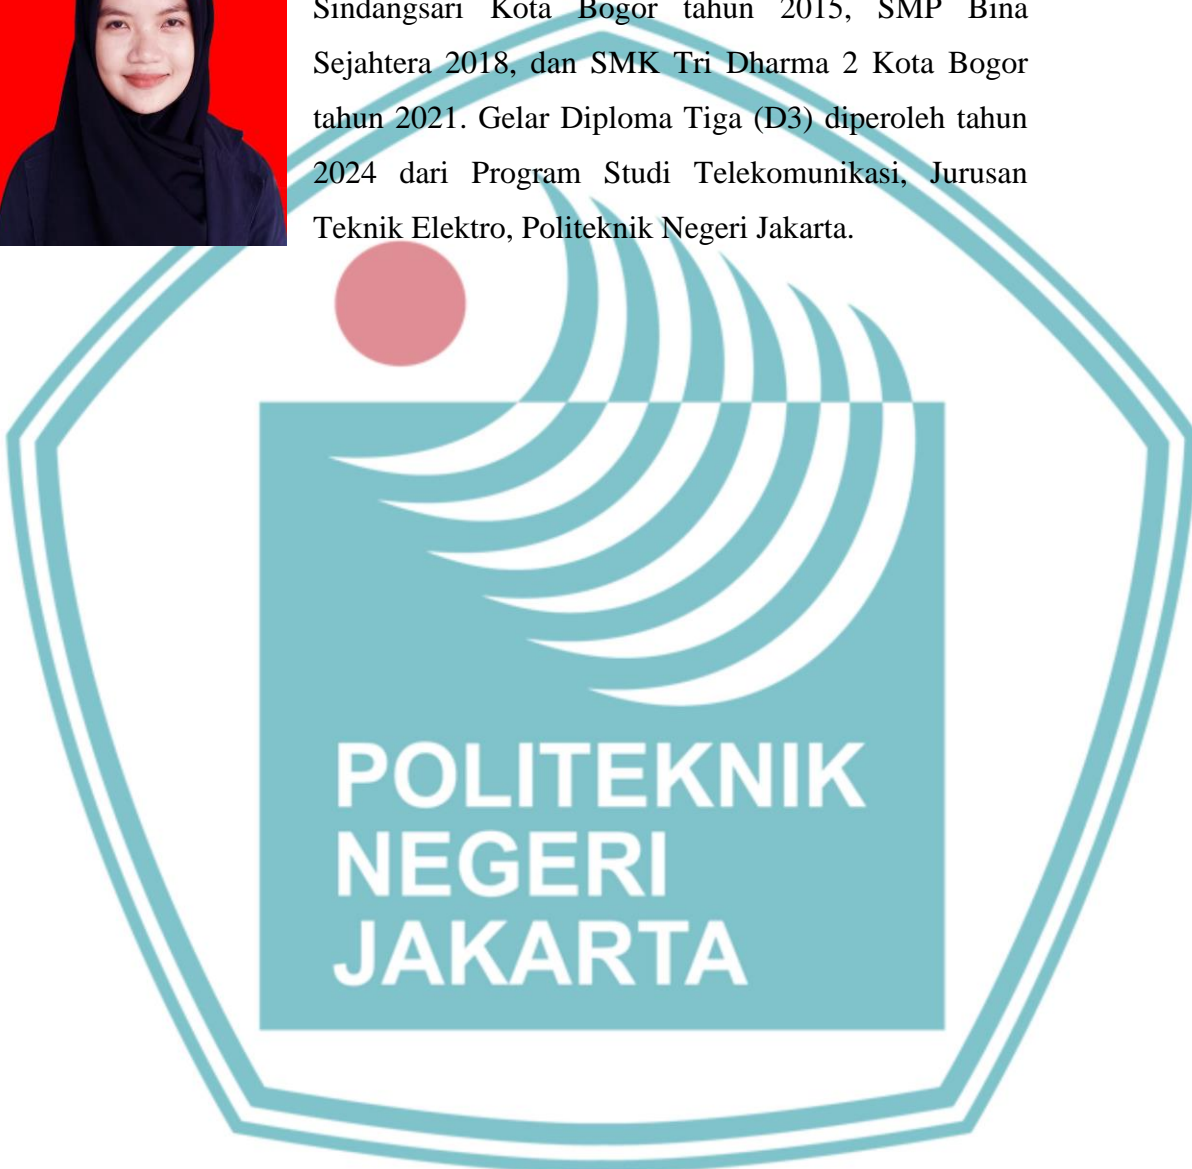 Sindangsari Kota Bogor tahun 2015, SMP Bina
Sejahtera 2018, dan SMK Tri Dharma 2 Kota Bogor
tahun 2021. Gelar Diploma Tiga (D3) diperoleh tahun
2024 dari Program Studi Telekomunikasi, Jurusan
Teknik Elektro, Politeknik Negeri Jakarta.
POLITEKNIK
NEGERI
JAKARTA